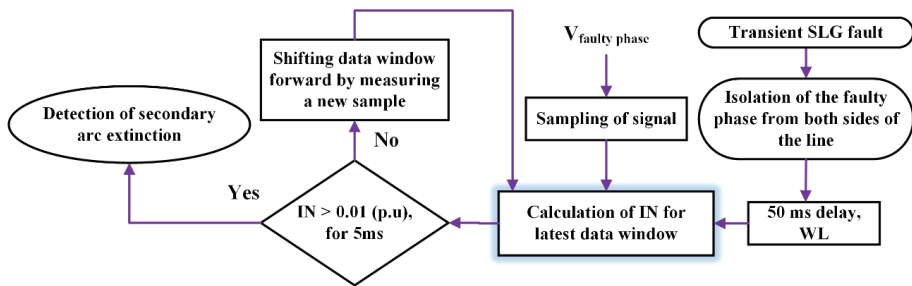 Transient SLG fault
Isolation of the faulty
phase from both sides of
the line
50 ms delay,
WL
V faulty phase
Sampling of signal
Calculation of IN for
latest data window
IN > 0.01 (p.u),
for 5ms
No
Shifting data window
forward by measuring
a new sample
Yes
Detection of secondary
arc extinction